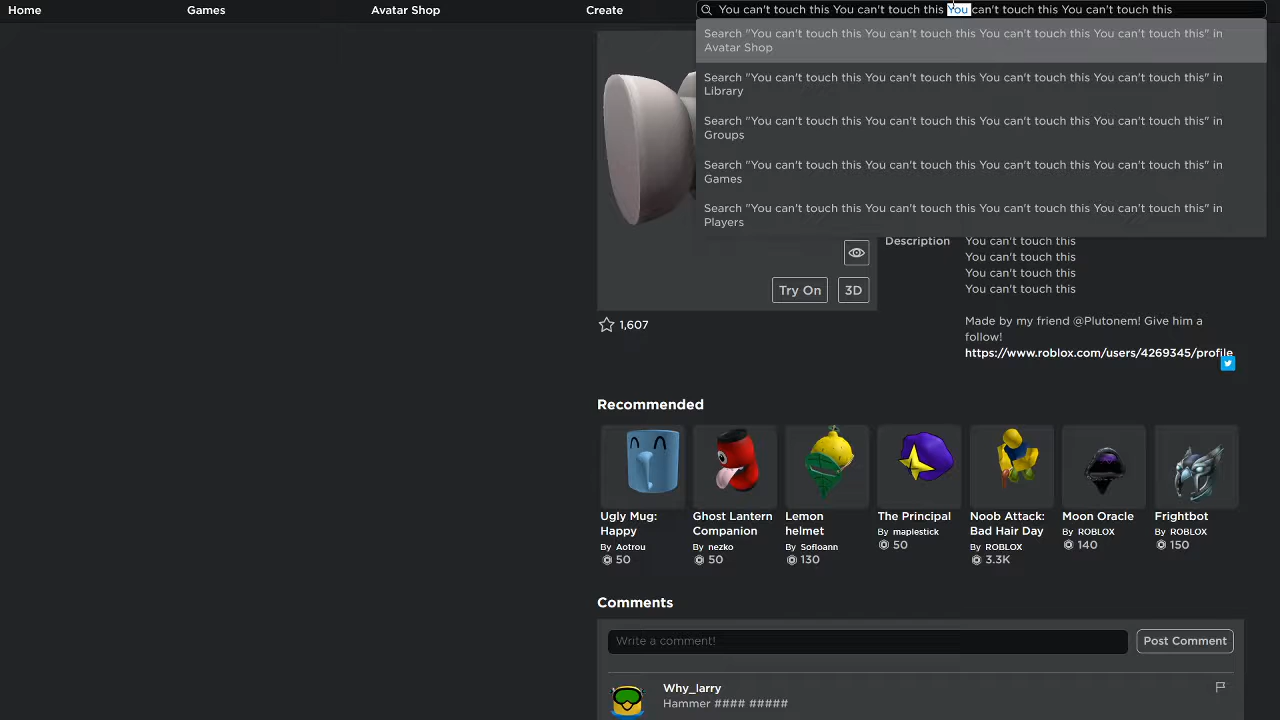 Home Games Avatar Shop Create You can't touch this You can't touch this You can't touch this You can't touch this
Search "You can't touch this You can't touch this You can't touch this You can't touch this" in
Avatar Shop
Search "You can't touch this You can't touch this You can't touch this You can't touch this" in
Library
Search "You can't touch this You can't touch this You can't touch this You can't touch this" in
Groups
Search "You can't touch this You can't touch this You can't touch this You can't touch this" in
Games
Search "You can't touch this You can't touch this You can't touch this You can't touch this" in
Players
Try On 3D
1,607
Description You can't touch this
You can't touch this
You can't touch this
You can't touch this
Made by my friend @Plutonem! Give him a
follow!
https://www.roblox.com/users/4269345/profile
Recommended
Ugly Mug:
Happy
By Aotrou
50
Ghost Lantern
Companion
By nezko
50
Lemon
helmet
By Sofloann
130
The Principal
By maplestick
50
Noob Attack:
Bad Hair Day
By ROBLOX
3.3K
Moon Oracle
By ROBLOX
140
Frightbot
By ROBLOX
150
Comments
Write a comment! Post Comment
Why_larry
Hammer #### #####